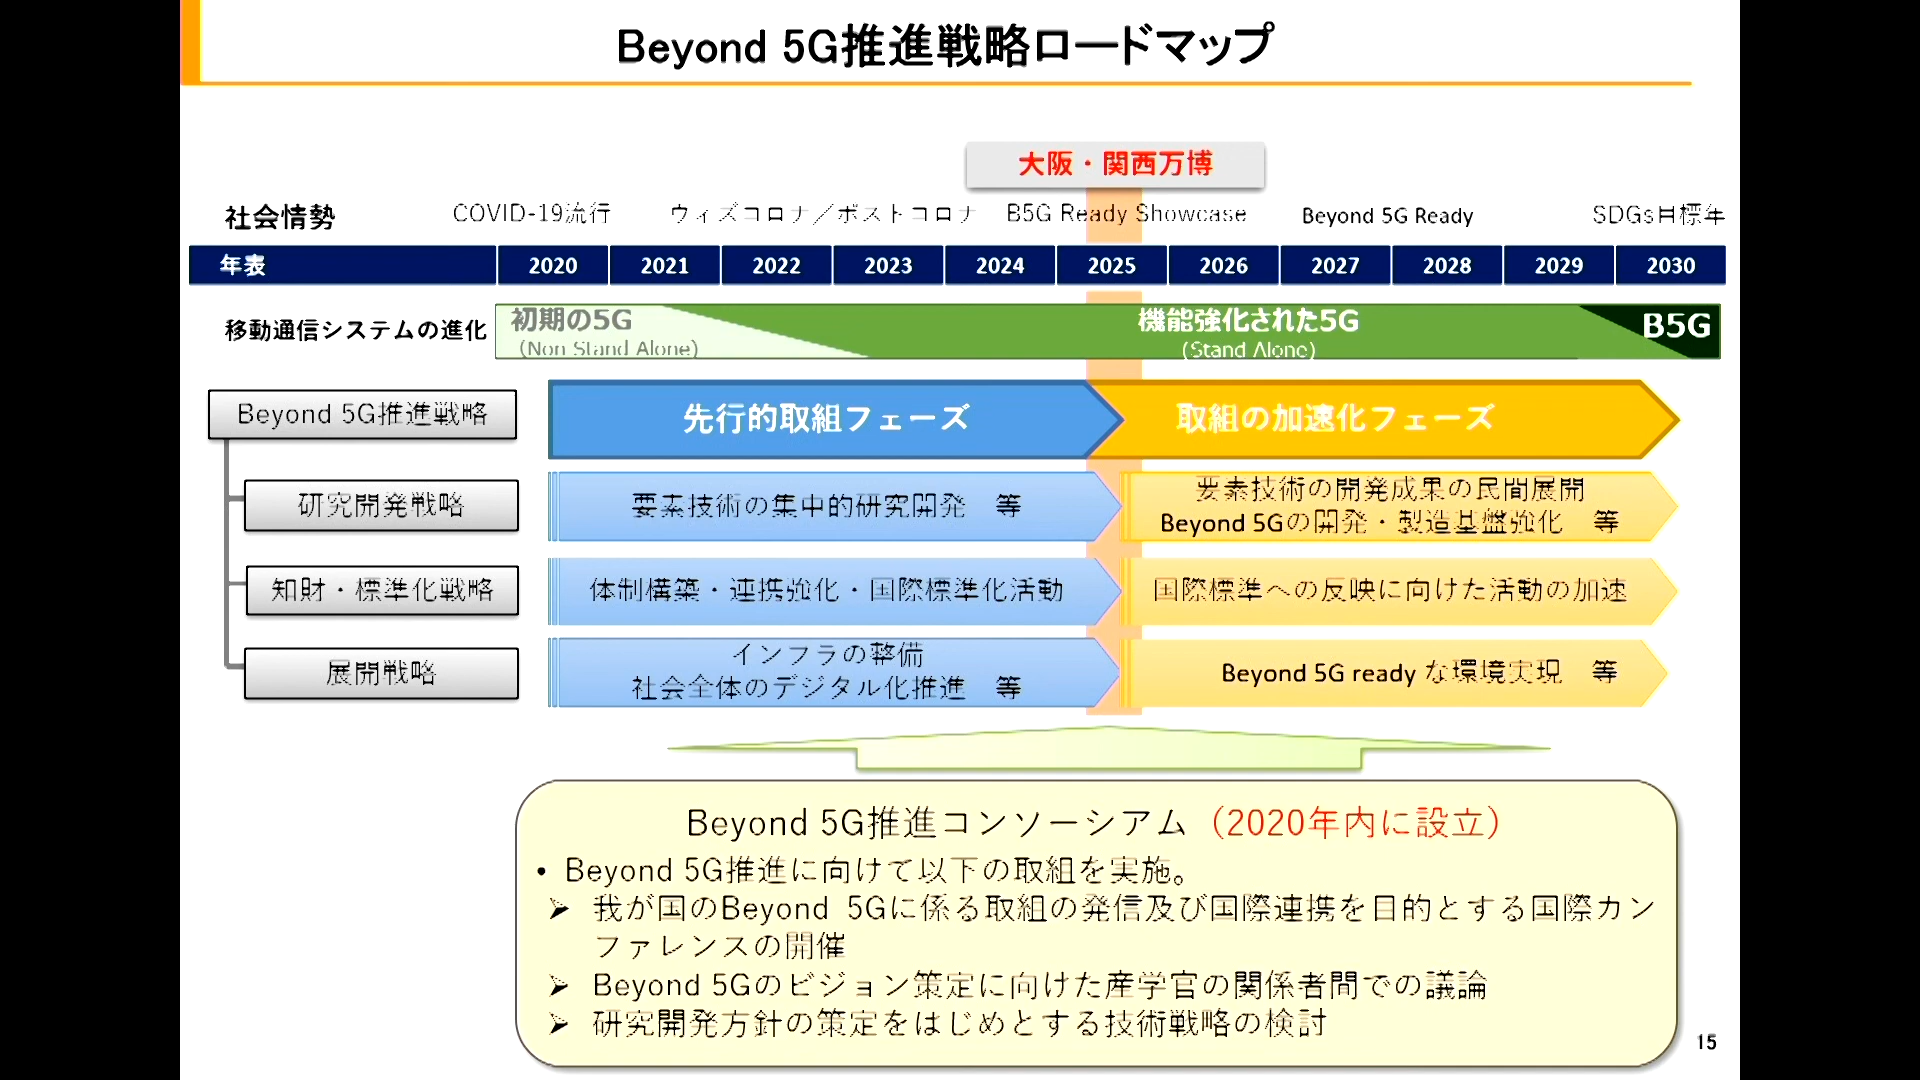 Beyond 5G推進戦略ロードマップ
大阪・関西万博
社会情勢 COVID-19流行 ウィズコロナ／ポストコロナ B5G Ready Showcase Beyond 5G Ready SDGs目標年
年表 2020 2021 2022 2023 2024 2025 2026 2027 2028 2029 2030
移動通信システムの進化 初期の5G 機能強化された5G B5G
(Non Stand Alone) (Stand Alone)
Beyond 5G推進戦略 先行的取組フェーズ 取組の加速化フェーズ
研究開発戦略 要素技術の集中的研究開発　等
要素技術の開発成果の民間展開
Beyond 5Gの開発・製造基盤強化　等
知財・標準化戦略 体制構築・連携強化・国際標準化活動 国際標準への反映に向けた活動の加速
展開戦略
インフラの整備
社会全体のデジタル化推進　等
Beyond 5G ready な環境実現　等
Beyond 5G推進コンソーシアム（2020年内に設立）
• Beyond 5G推進に向けて以下の取組を実施。
➢ 我が国のBeyond 5Gに係る取組の発信及び国際連携を目的とする国際カン
ファレンスの開催
➢ Beyond 5Gのビジョン策定に向けた産学官の関係者間での議論
➢ 研究開発方針の策定をはじめとする技術戦略の検討
15